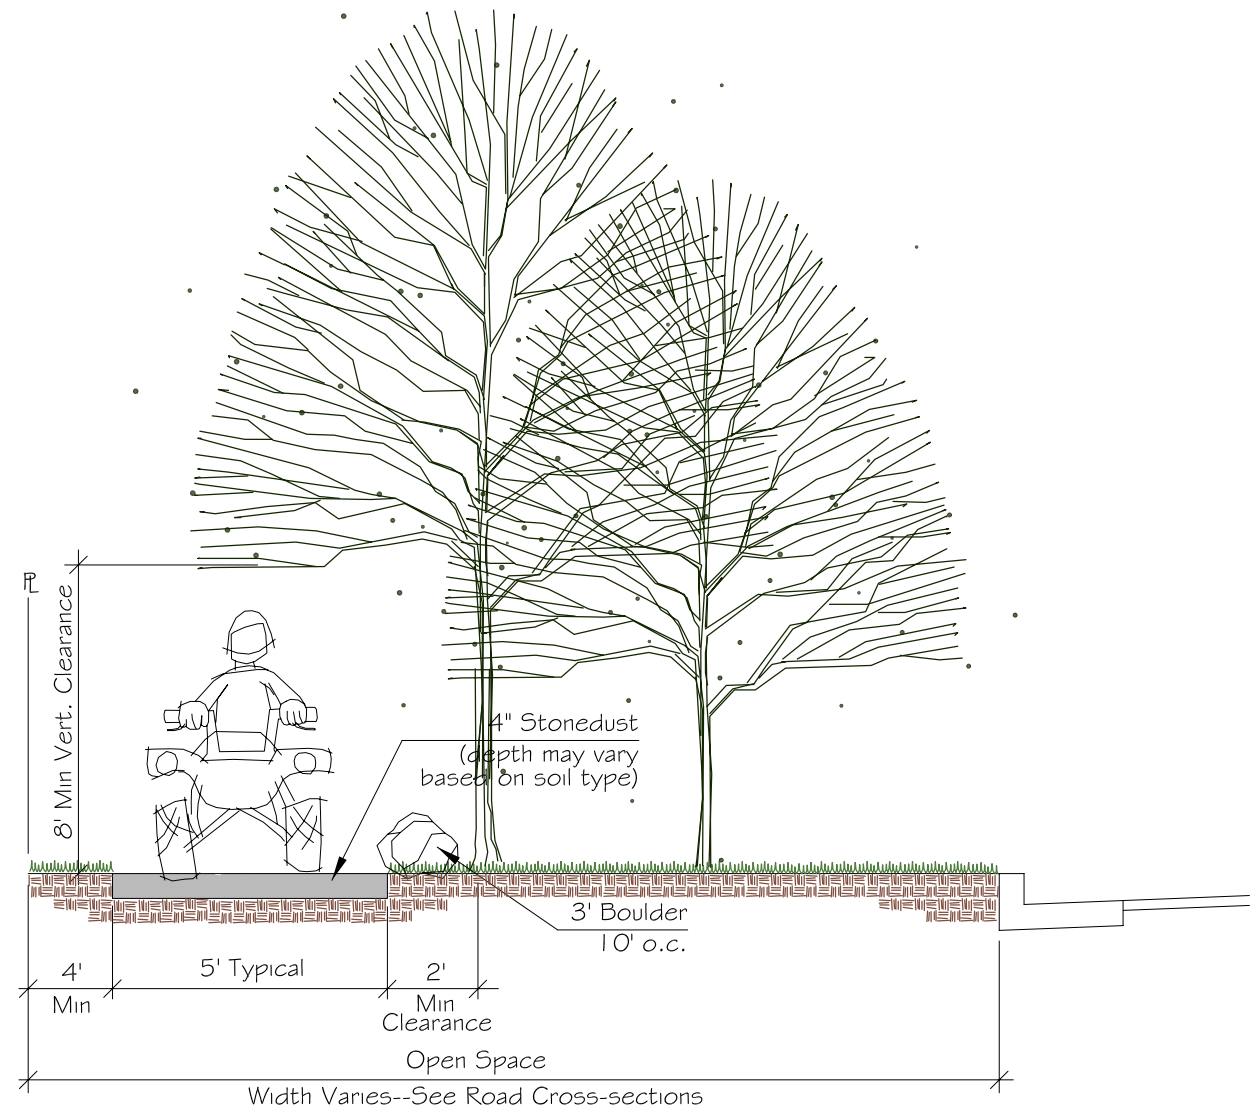 PL
8' Min Vert. Clearance
4" Stonedust
(depth may vary
based on soil type)
3' Boulder
10' o.c.
4'
Min
5' Typical
2'
Min
Clearance
Open Space
Width Varies--See Road Cross-sections